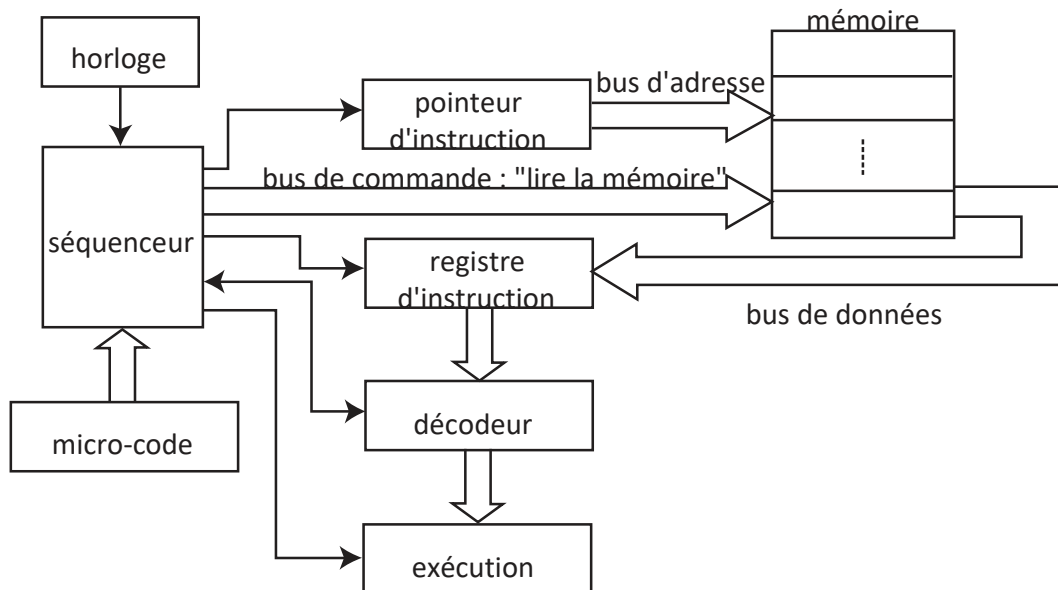 mémoire
horloge
bus d'adresse
pointeur
d'instruction
bus de commande : "lire la mémoire"
séquenceur
registre
d'instruction
bus de données
décodeur
micro-code
exécution